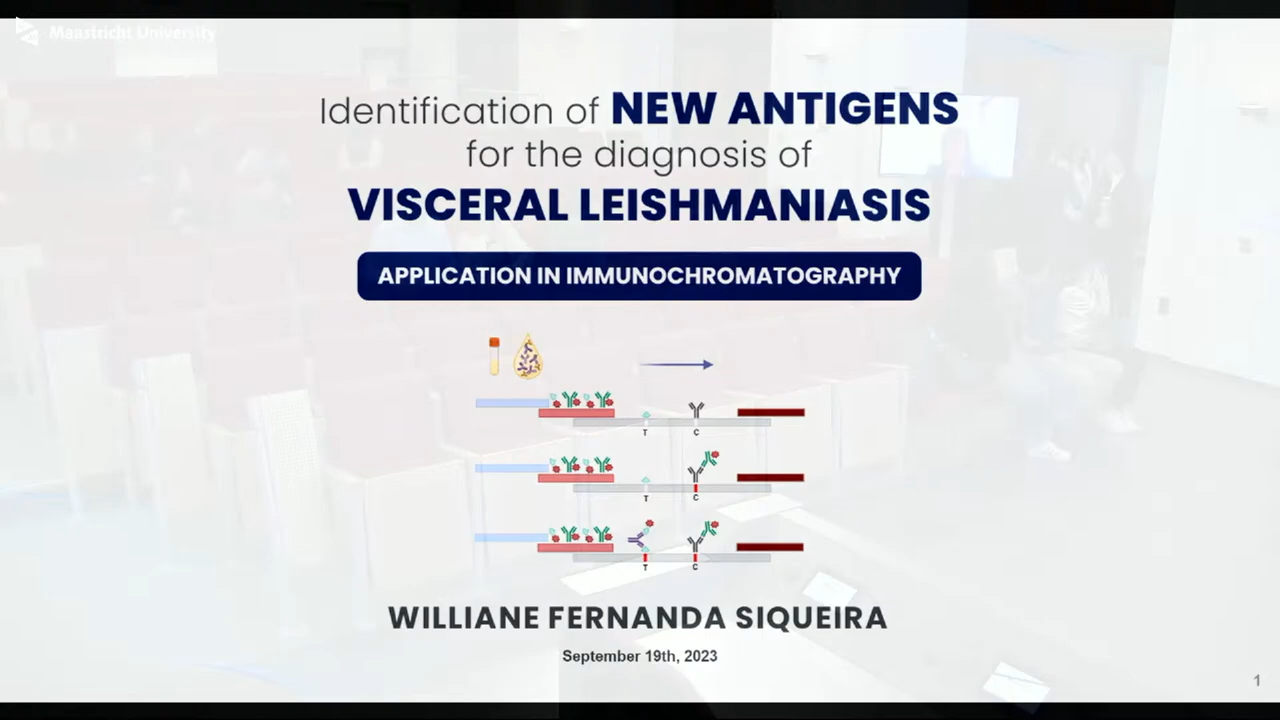 Maastricht University
Identification of NEW ANTIGENS
for the diagnosis of
VISCERAL LEISHMANIASIS
APPLICATION IN IMMUNOCHROMATOGRAPHY
T C
T C
T C
WILLIANE FERNANDA SIQUEIRA
September 19th, 2023
1